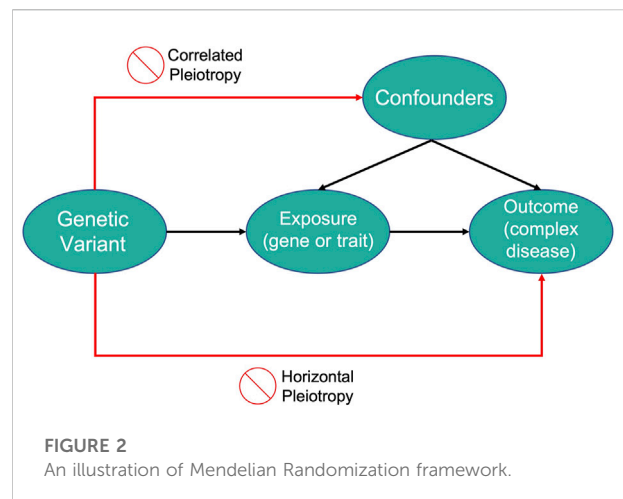 Correlated
Pleiotropy
Confounders
Genetic
Variant
Exposure
(gene or trait)
Outcome
(complex
disease)
Horizontal
Pleiotropy
FIGURE 2
An illustration of Mendelian Randomization framework.